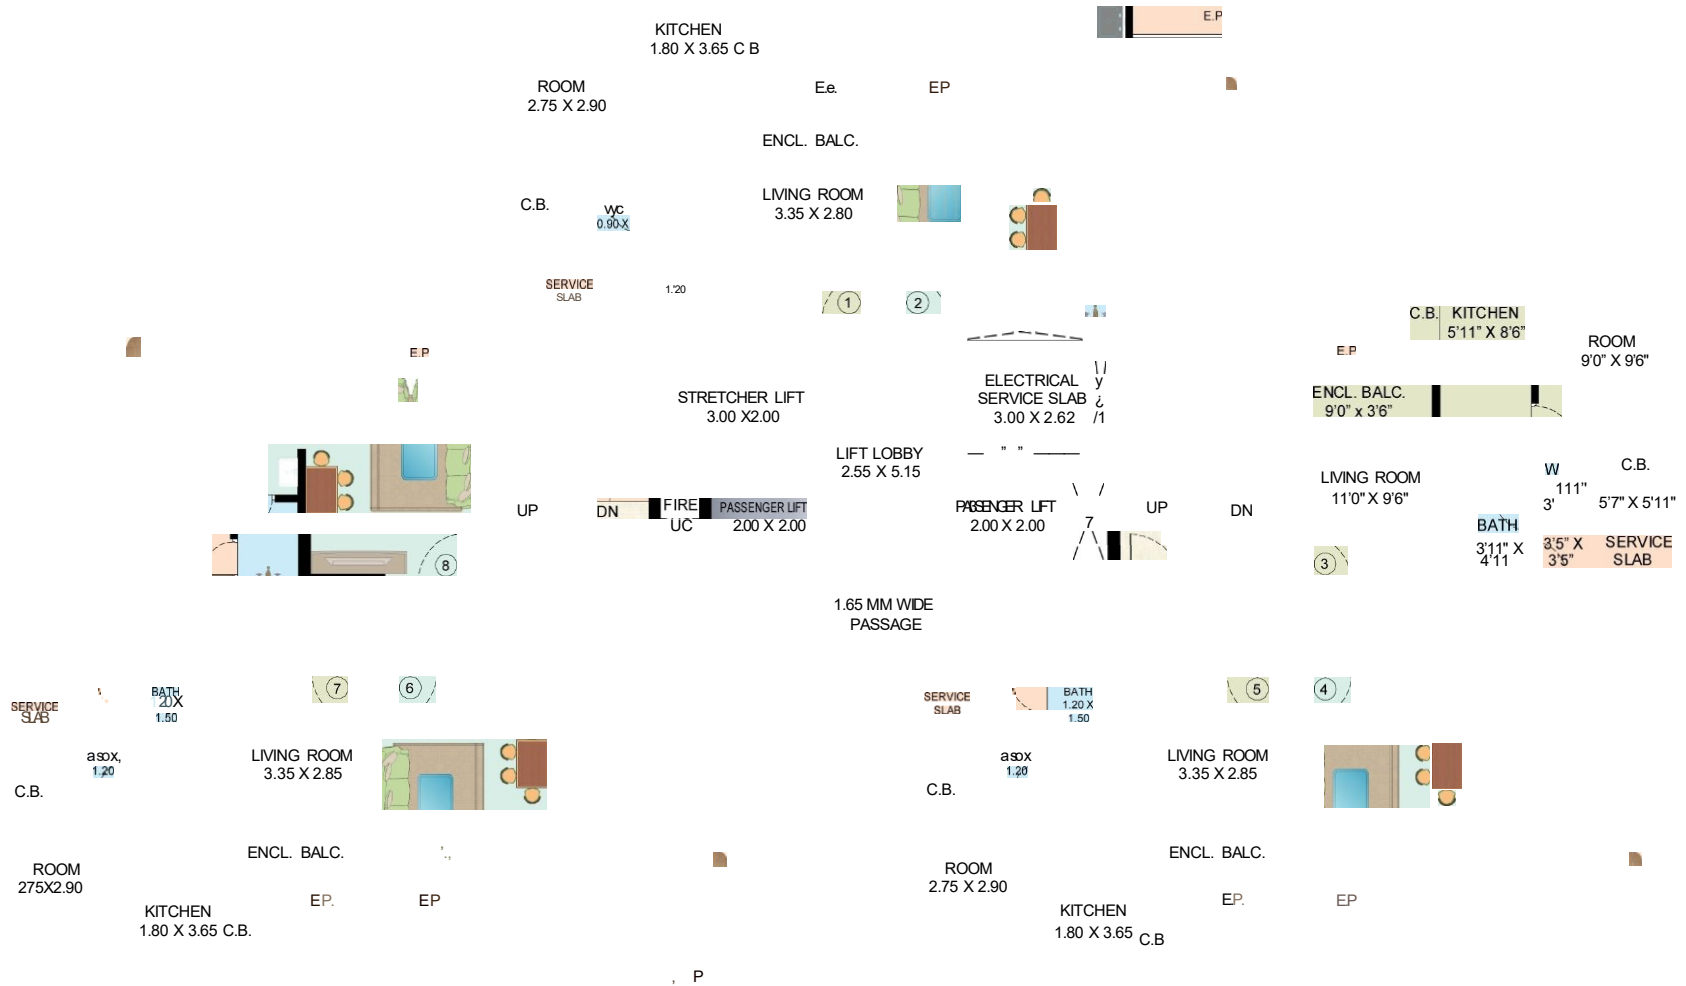 KITCHEN
1.80 X 3.65 C B
E.P
ROOM
2.75 X 2.90
E.e.
EP
ENCL. BALC.
LIVING ROOM
3.35 X 2.80
C.B.
0.90 X
SERVICE
SLAB
1.'20
1
2
C.B. KITCHEN
5'11" X 8'6"
E.P
E.P
ROOM
9'0" X 9'6"
STRETCHER LIFT
3.00 X2.00
ELECTRICAL
SERVICE SLAB
3.00 X 2.62
ENCL. BALC.
9'0" x 3'6"
LIFT LOBBY
2.55 X 5.15
LIVING ROOM
11'0" X 9'6"
W
111"
3'
C.B.
5'7" X 5'11"
UP
DN
FIRE
UC
PASSENGER LIFT
2.00 X 2.00
PASSENGER LIFT
2.00 X 2.00
7
UP
DN
BATH
3'11" X
4'11
3'5" X
3'5"
SERVICE
SLAB
8
3
1.65 MM WIDE
PASSAGE
SERVICE
SLAB
BATH
20X
1.50
7
6
SERVICE
SLAB
BATH
1.20 X
1.50
5
4
asox,
1.20
LIVING ROOM
3.35 X 2.85
asox
1.20
LIVING ROOM
3.35 X 2.85
C.B.
C.B.
ENCL. BALC.
ENCL. BALC.
ROOM
275X2.90
ROOM
2.75 X 2.90
EP.
EP
EP.
EP
KITCHEN
1.80 X 3.65 C.B.
KITCHEN
1.80 X 3.65 C.B
, P